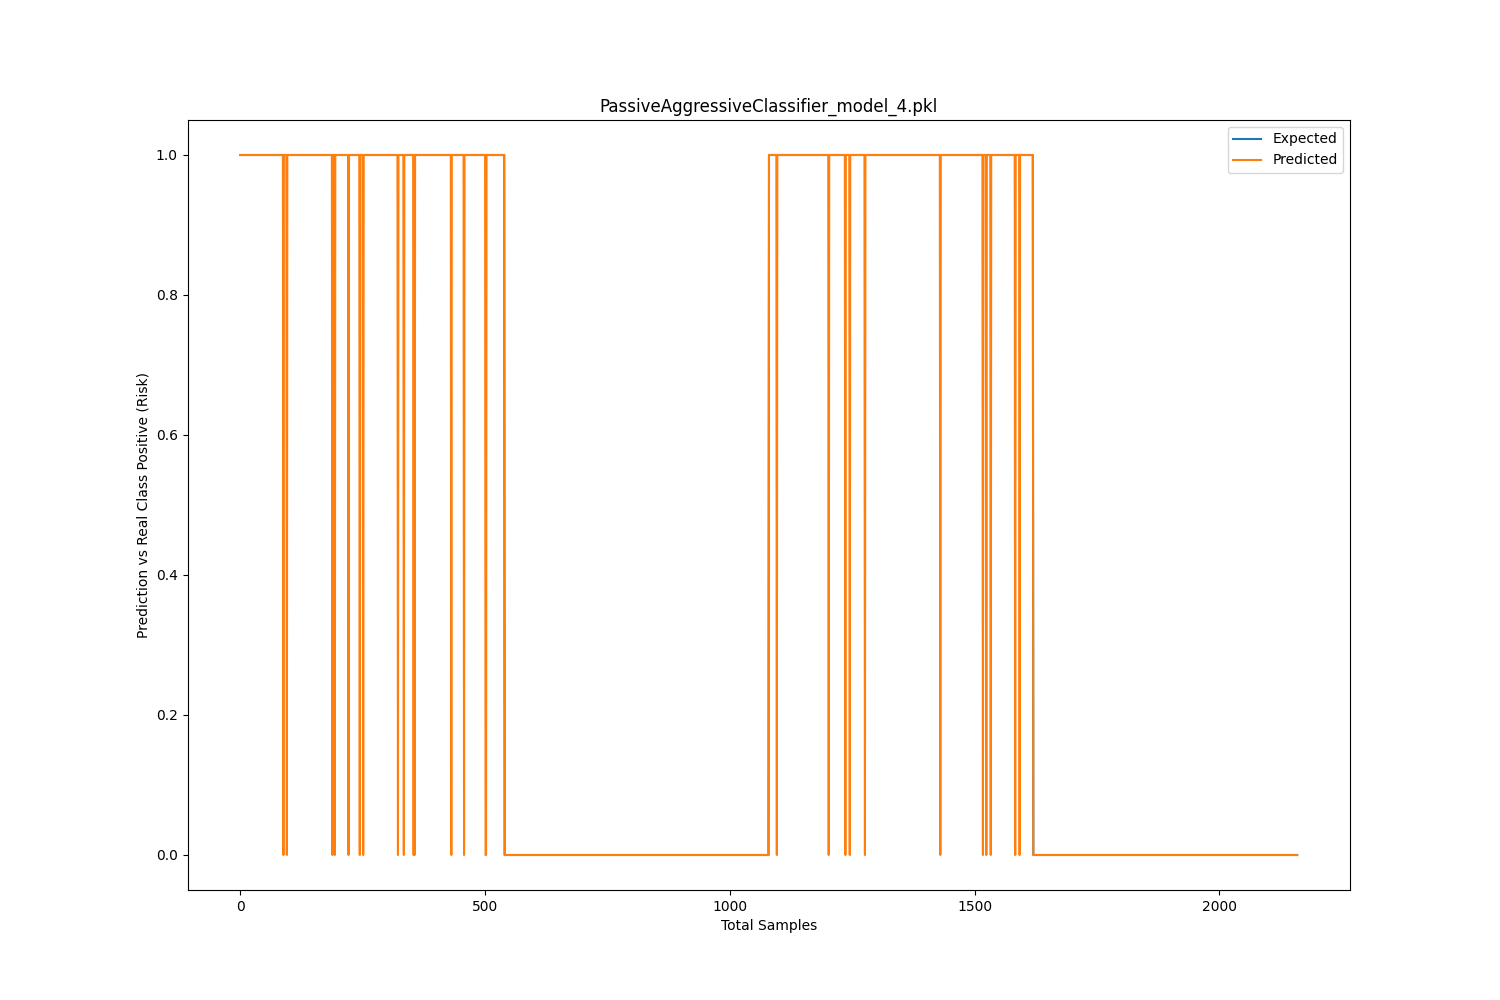 PassiveAggressiveClassifier_model_4.pkl
Expected
Predicted
1.0
0.8
0.6
0.4
0.2
0.0
Prediction vs Real Class Positive (Risk)
0
500
1000
1500
2000
Total Samples